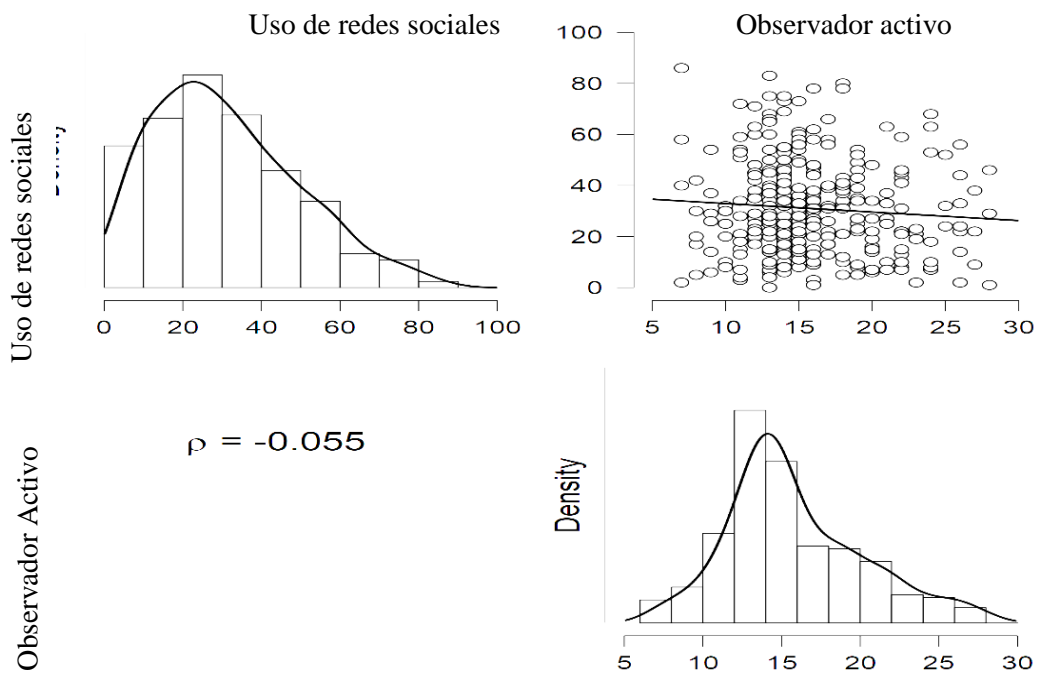 Uso de redes sociales
Observador activo
Uso de redes sociales
100
80
60
40
20
0
0 20 40 60 80 100
5 10 15 20 25 30
Observador Activo
ρ = -0.055
Density
5 10 15 20 25 30